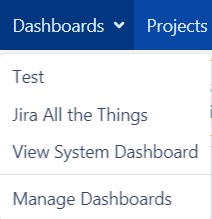 Dashboards Projects
Test
Jira All the Things
View System Dashboard
Manage Dashboards